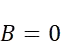 B = 0